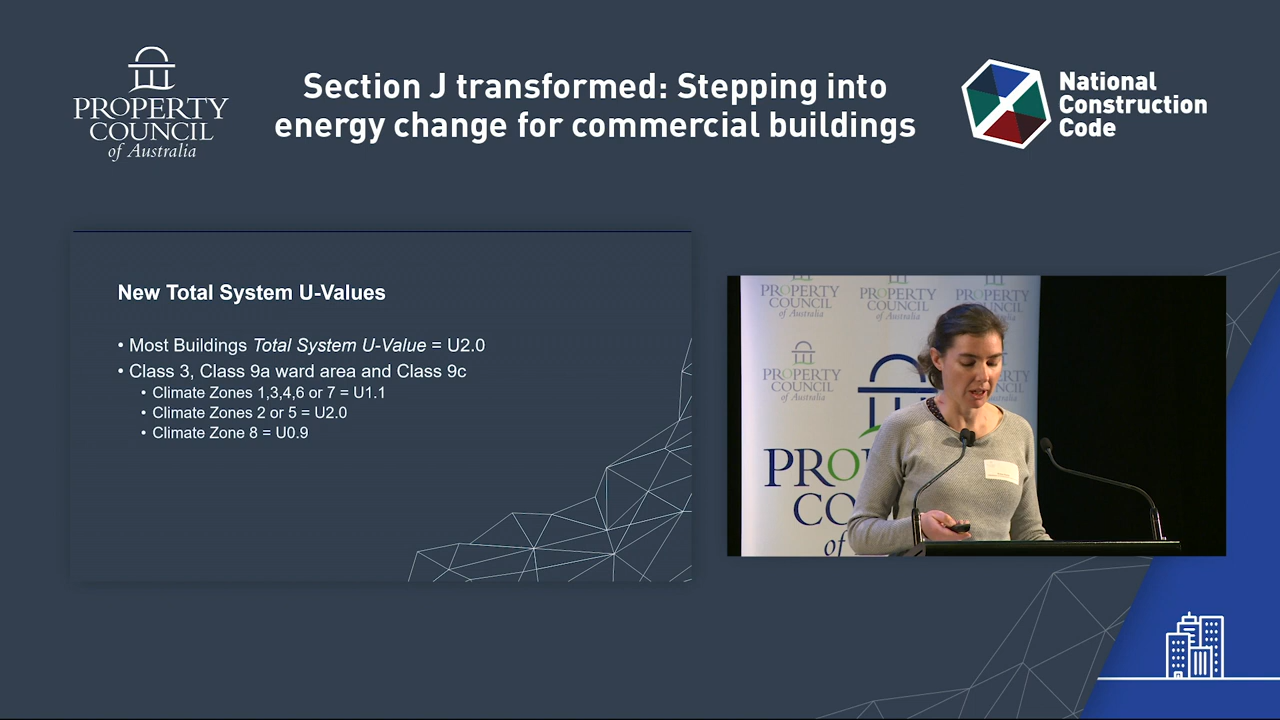 PROPERTY
COUNCIL
of Australia
Section J transformed: Stepping into
energy change for commercial buildings
National
Construction
Code
New Total System U-Values
• Most Buildings Total System U-Value = U2.0
• Class 3, Class 9a ward area and Class 9c
• Climate Zones 1,3,4,6 or 7 = U1.1
• Climate Zones 2 or 5 = U2.0
• Climate Zone 8 = U0.9
PROPERTY
COUNCIL
of Australia
PROPERTY
COUNCIL
of Australia
PROPERTY
COUNCIL
PROPERTY
COUNCIL
of Australia
PRO
CO
of